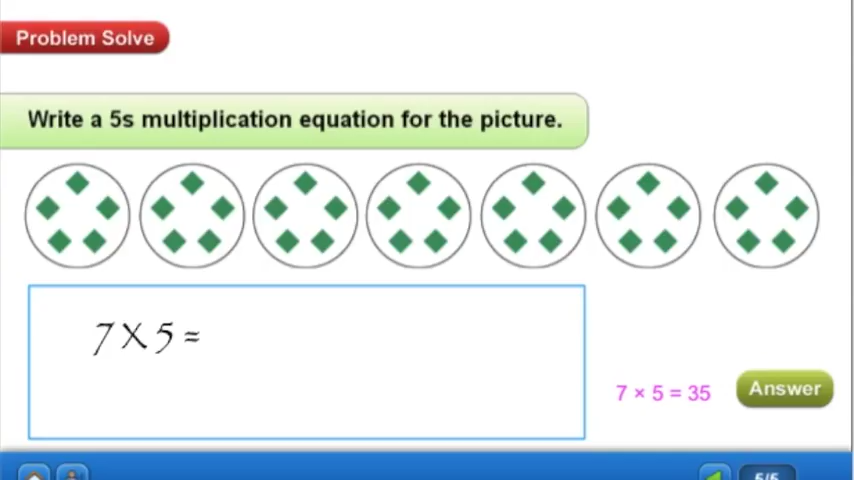 Problem Solve
Write a 5s multiplication equation for the picture.
7 X 5 =
7 × 5 = 35
Answer
5/5